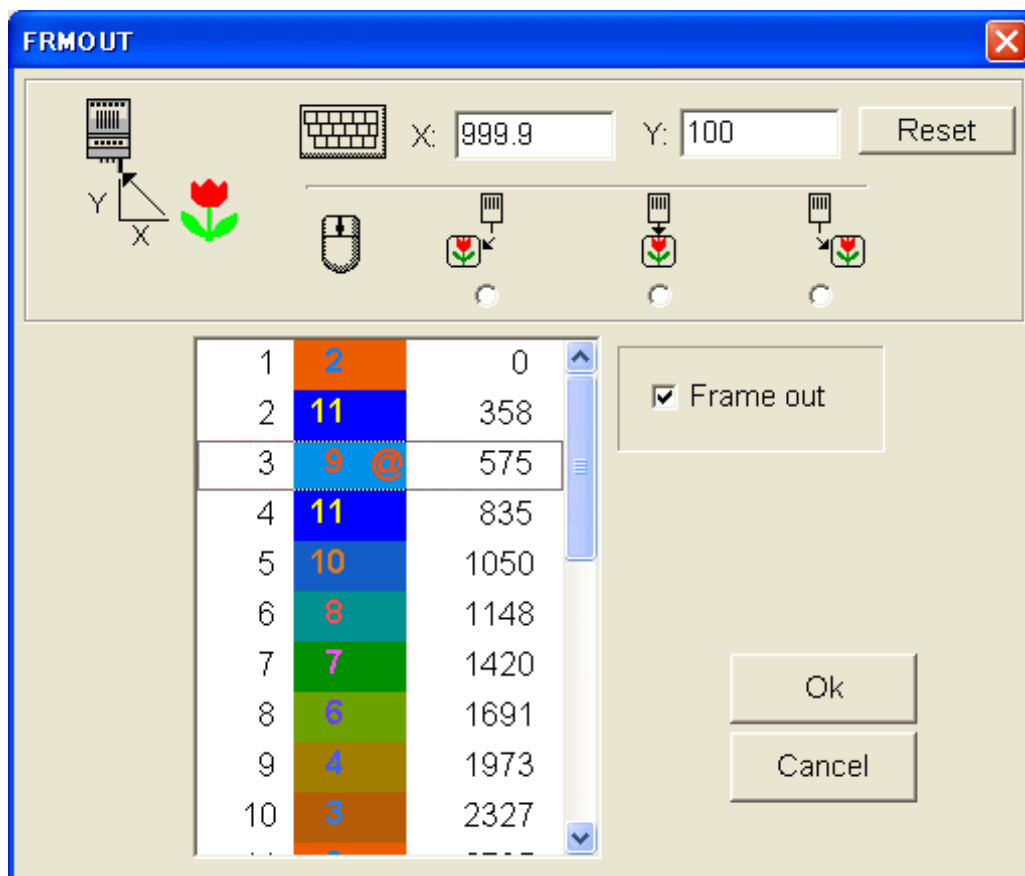 FRMOUT
X: 999.9 Y: 100 Reset
Y
X
1 2 0
2 11 358
3 9 @ 575
Frame out
4 11 835
5 10 1050
6 8 1148
7 7 1420
8 6 1691
Ok
9 4 1973
Cancel
10 3 2327